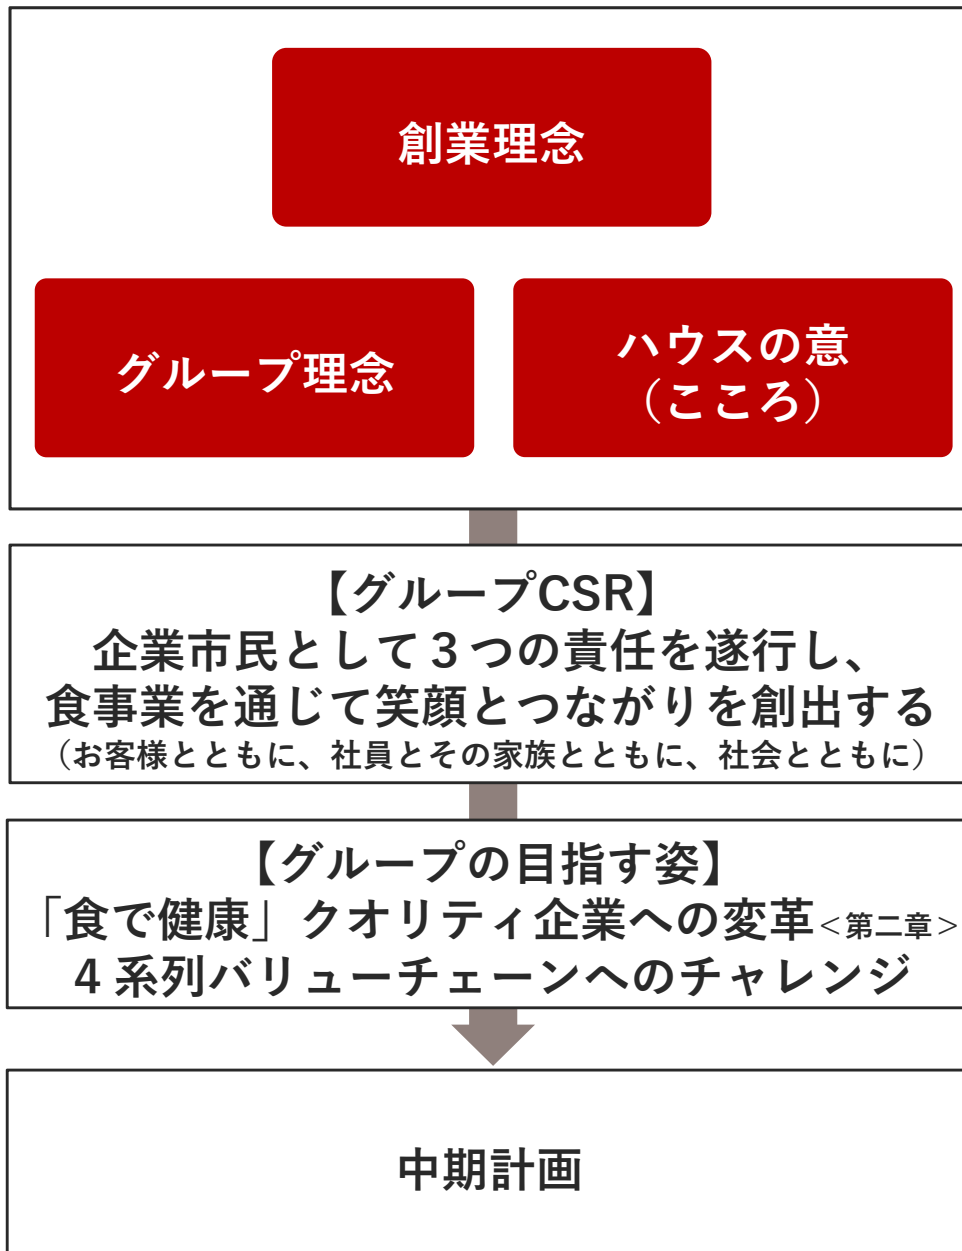 創業理念
グループ理念
ハウスの意
（こころ）
【グループCSR】
企業市民として３つの責任を遂行し、
食事業を通じて笑顔とつながりを創出する
（お客様とともに、社員とその家族とともに、社会とともに）
【グループの目指す姿】
「食で健康」クオリティ企業への変革＜第二章＞
４系列バリューチェーンへのチャレンジ
中期計画